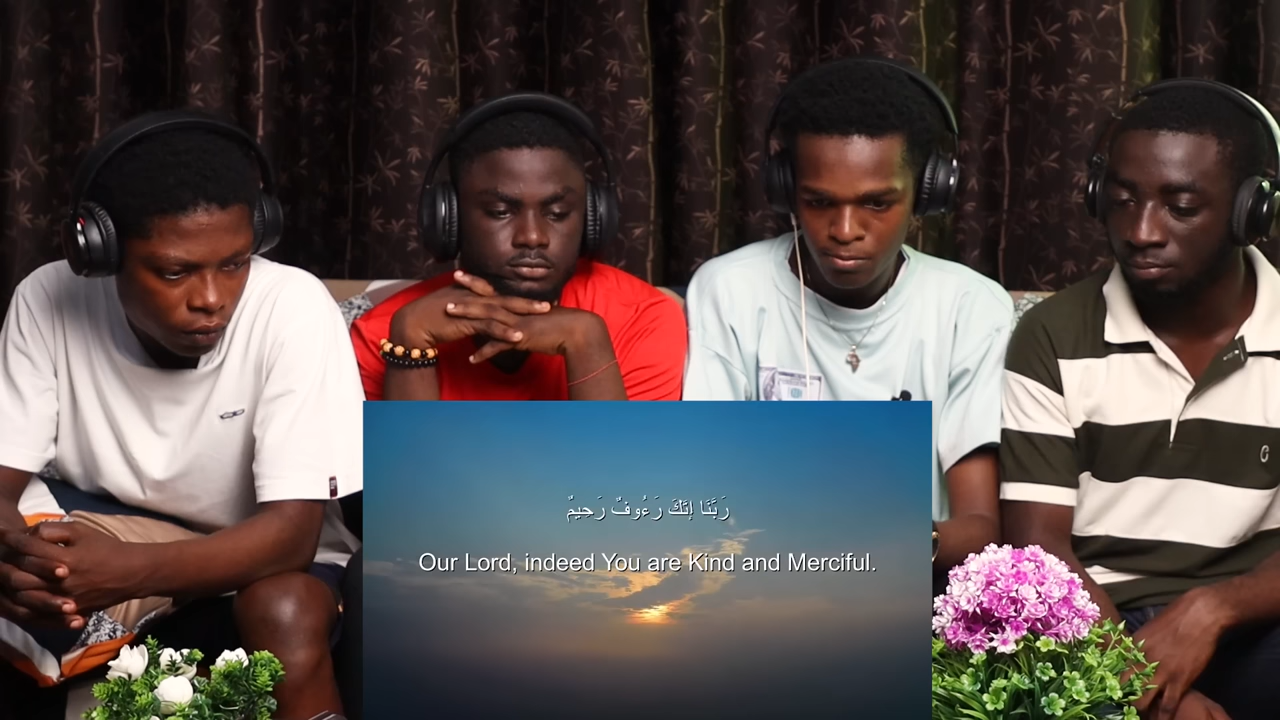 رَبَّنَا إِنَّكَ رَءُوفٌ رَحِيمٌ
Our Lord, indeed You are Kind and Merciful.